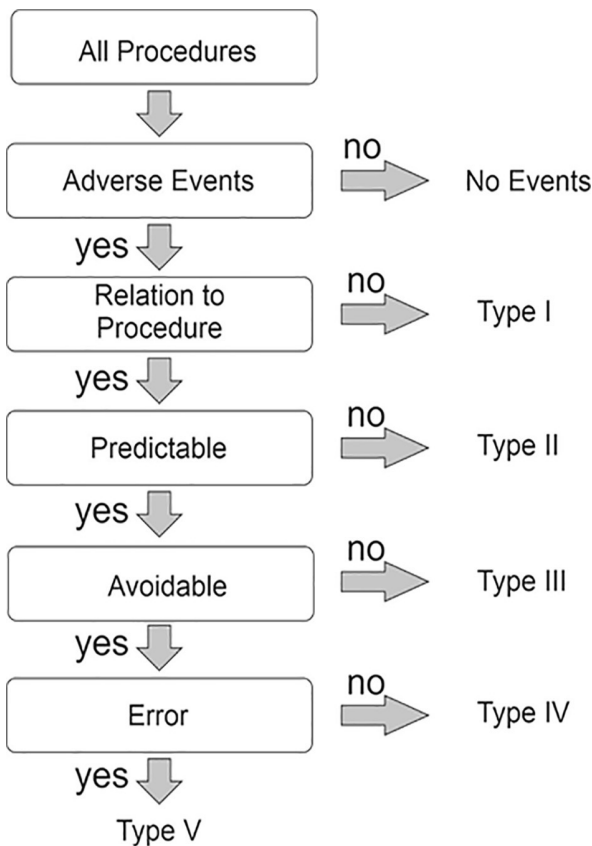 All Procedures
Adverse Events
no
No Events
yes
Relation to
Procedure
no
Type I
yes
Predictable
no
Type II
yes
Avoidable
no
Type III
yes
Error
no
Type IV
yes
Type V